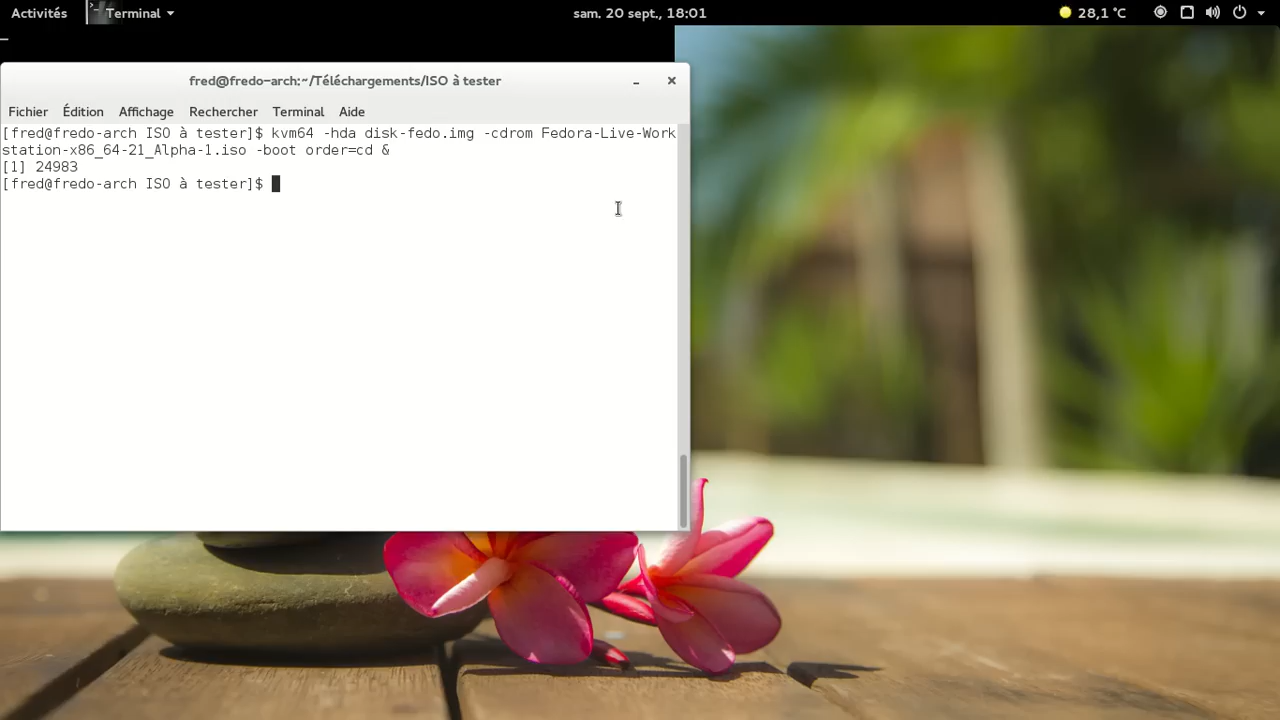 Activités Terminal sam. 20 sept., 18:01 28,1 °C
fred@fredo-arch:~/Téléchargements/ISO à tester
Fichier Édition Affichage Rechercher Terminal Aide
[fred@fredo-arch ISO à tester]$ kvm64 -hda disk-fedo.img -cdrom Fedora-Live-Work
station-x86_64-21_Alpha-1.iso -boot order=cd &
[1] 24983
[fred@fredo-arch ISO à tester]$